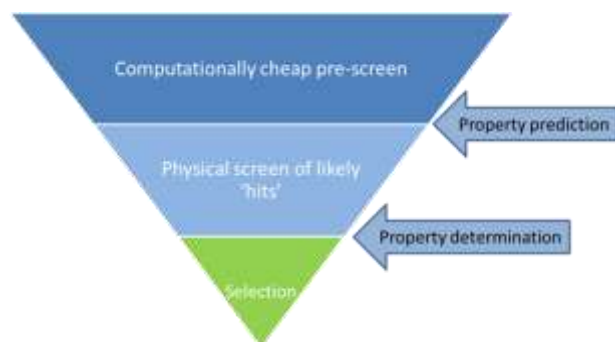 Computationally cheap pre-screen
Property prediction
Physical screen of likely
'hits'
Property determination
Selection